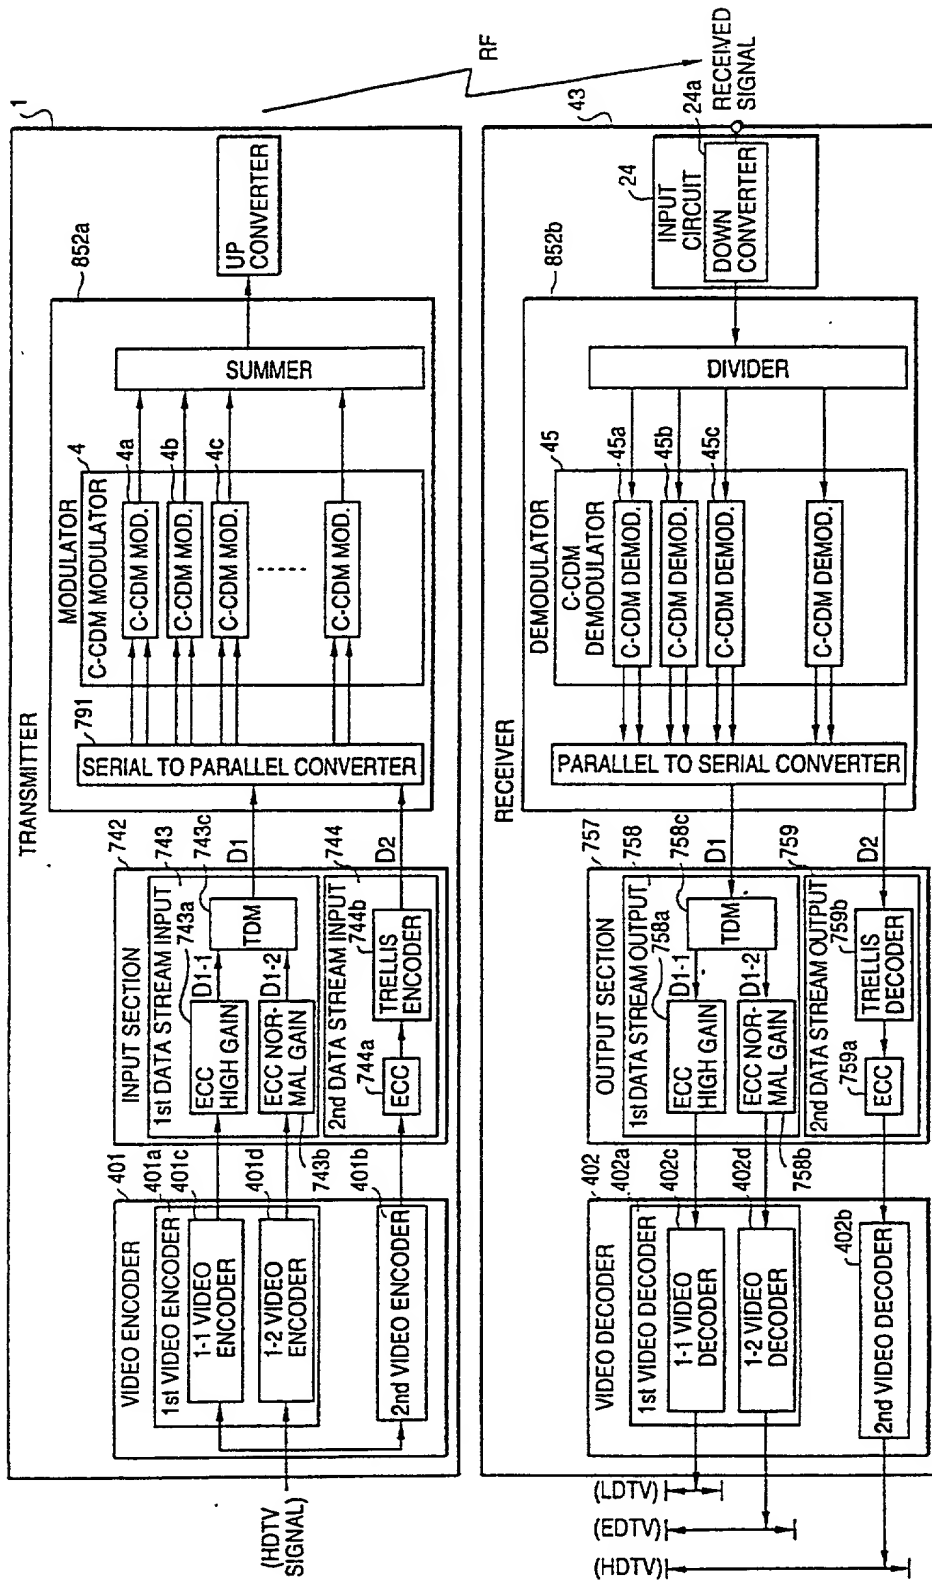 TRANSMITTER
1
(HDTV
SIGNAL)
VIDEO ENCODER
401
1st VIDEO ENCODER
401a
401c
1-1 VIDEO
ENCODER
401d
1-2 VIDEO
ENCODER
401b
2nd VIDEO ENCODER
INPUT SECTION
742
1st DATA STREAM INPUT
743
743a
743c
ECC
HIGH GAIN
D1-1
TDM
D1-2
ECC NOR-
MAL GAIN
743b
D1
2nd DATA STREAM INPUT
744
744a
744b
ECC
TRELLIS
ENCODER
D2
791
SERIAL TO PARALLEL CONVERTER
MODULATOR
C-CDM MODULATOR
4
C-CDM MOD.
4a
C-CDM MOD.
4b
C-CDM MOD.
4c
C-CDM MOD.
SUMMER
852a
UP
CONVERTER
RF
RECEIVER
43
RECEIVED
SIGNAL
24
INPUT
CIRCUIT
24a
DOWN
CONVERTER
852b
DIVIDER
DEMODULATOR
C-CDM
DEMODULATOR
45
45a
C-CDM DEMOD.
45b
C-CDM DEMOD.
45c
C-CDM DEMOD.
C-CDM DEMOD.
PARALLEL TO SERIAL CONVERTER
D1
D2
OUTPUT SECTION
757
1st DATA STREAM OUTPUT
758
758a
758c
ECC
HIGH GAIN
D1-1
TDM
D1-2
ECC NOR-
MAL GAIN
758b
2nd DATA STREAM OUTPUT
759
759a
759b
ECC
TRELLIS
DECODER
VIDEO DECODER
402
1st VIDEO DECODER
402a
402c
1-1 VIDEO
DECODER
402d
1-2 VIDEO
DECODER
402b
2nd VIDEO DECODER
(LDTV)
(EDTV)
(HDTV)